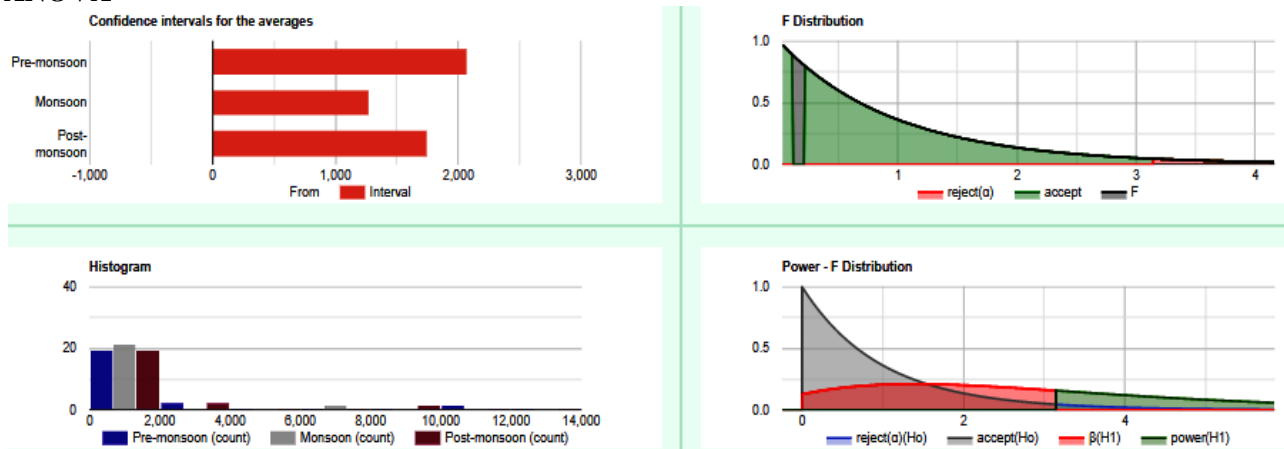 Confidence intervals for the averages
Pre-monsoon
Monsoon
Post-
monsoon
-1,000 0 1,000 2,000 3,000
From Interval
F Distribution
1.0
0.5
0.0
1 2 3 4
reject(α) accept F
Histogram
40
20
0
0 2,000 4,000 6,000 8,000 10,000 12,000 14,000
Pre-monsoon (count) Monsoon (count) Post-monsoon (count)
Power - F Distribution
1.0
0.5
0.0
0 2 4
reject(α)(Ho) accept(Ho) β(H1) power(H1)